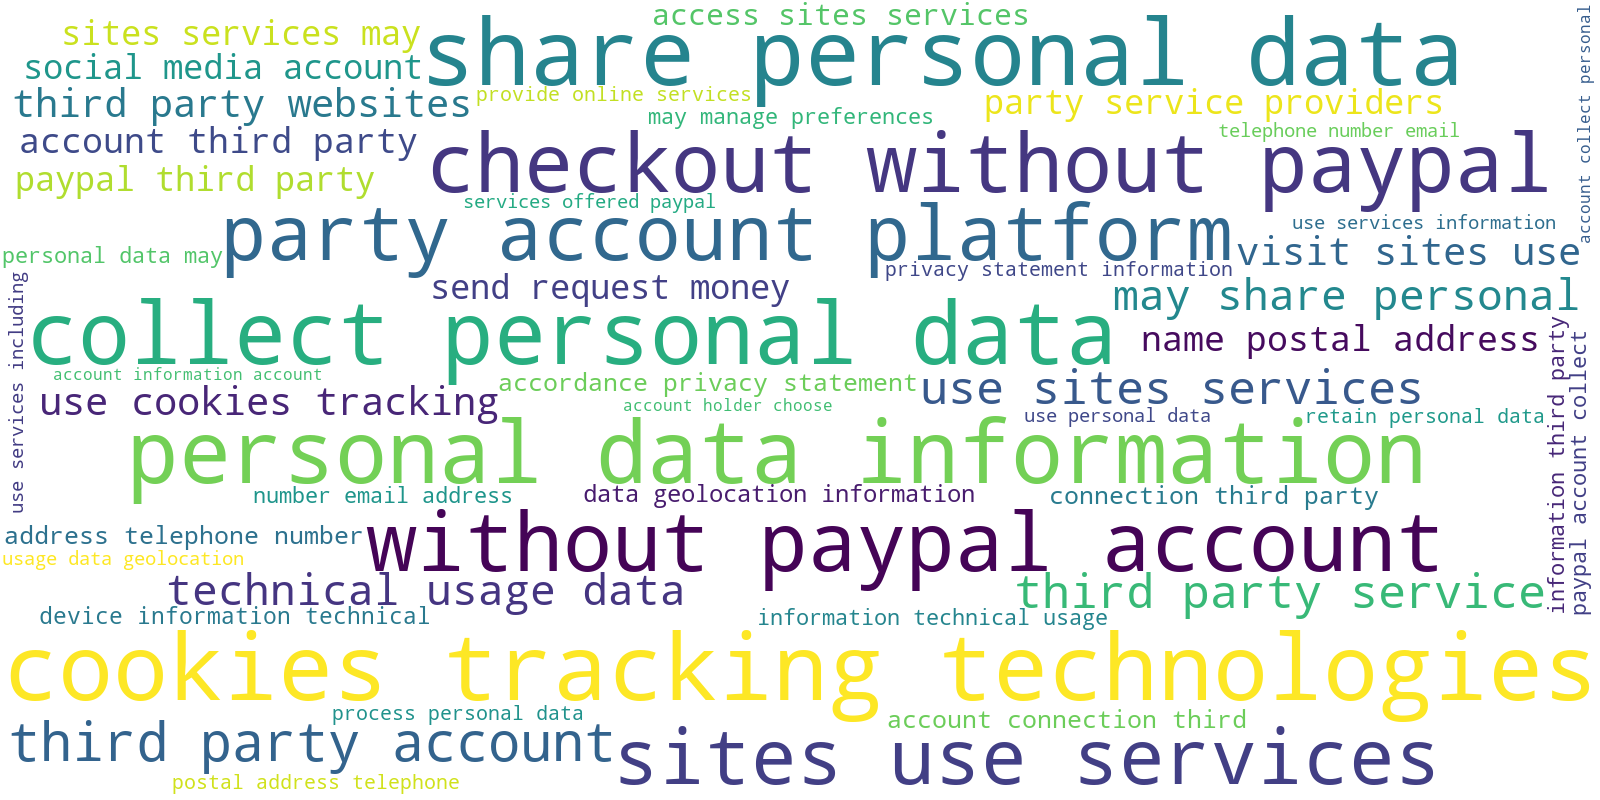 access sites services
sites services may
share personal data
social media account
provide online services
third party websites
party service providers
may manage preferences
account third party
telephone number email
checkout without paypal
paypal third party
services offered paypal
account collect personal
party account platform
use services information
visit sites use
personal data may
privacy statement information
send request money
may share personal
collect personal data
name postal address
use services including
account information account
accordance privacy statement
use sites services
use cookies tracking
account holder choose
use personal data
retain personal data
information third party
paypal account collect
personal data information
number email address
data geolocation information
connection third party
address telephone number
without paypal account
usage data geolocation
technical usage data
third party service
device information technical
information technical usage
cookies tracking technologies
process personal data
account connection third
third party account
sites use services
postal address telephone